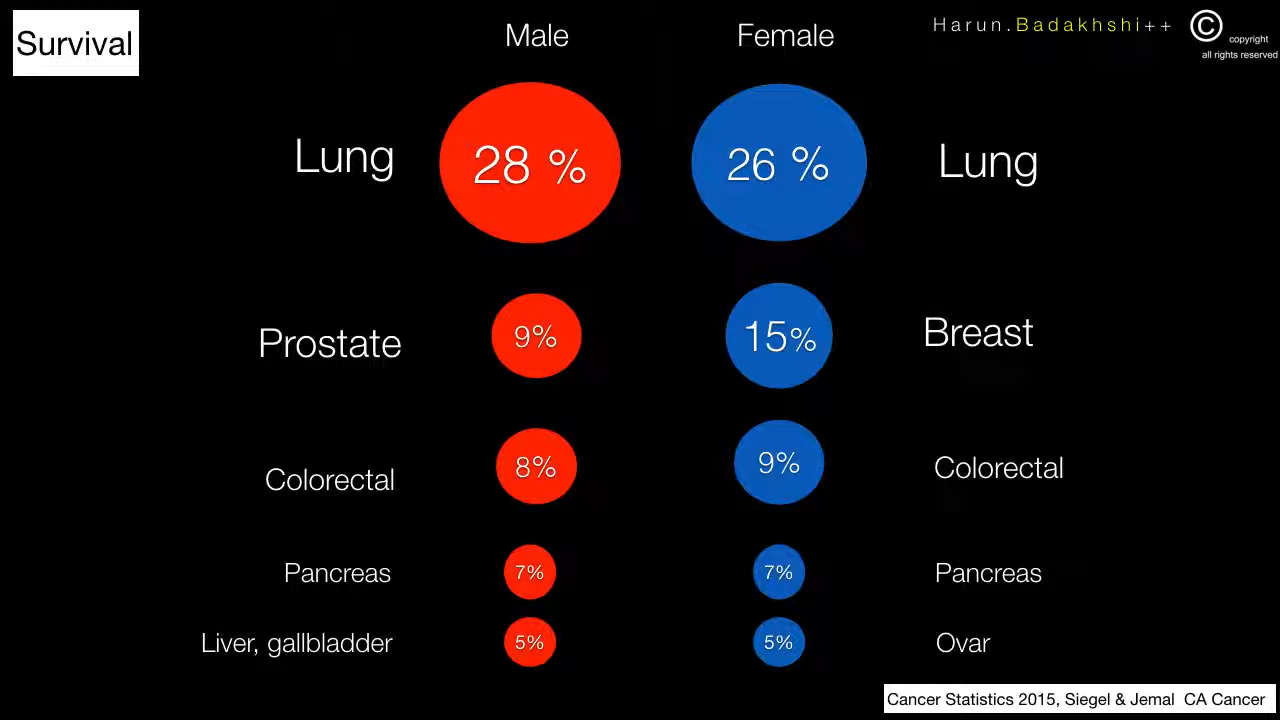 Survival
Male
Female
Harun.Badakhshi++
©
copyright
all rights reserved
Lung
28 %
26 %
Lung
Prostate
9%
15%
Breast
Colorectal
8%
9%
Colorectal
Pancreas
7%
7%
Pancreas
Liver, gallbladder
5%
5%
Ovar
Cancer Statistics 2015, Siegel & Jemal CA Cancer